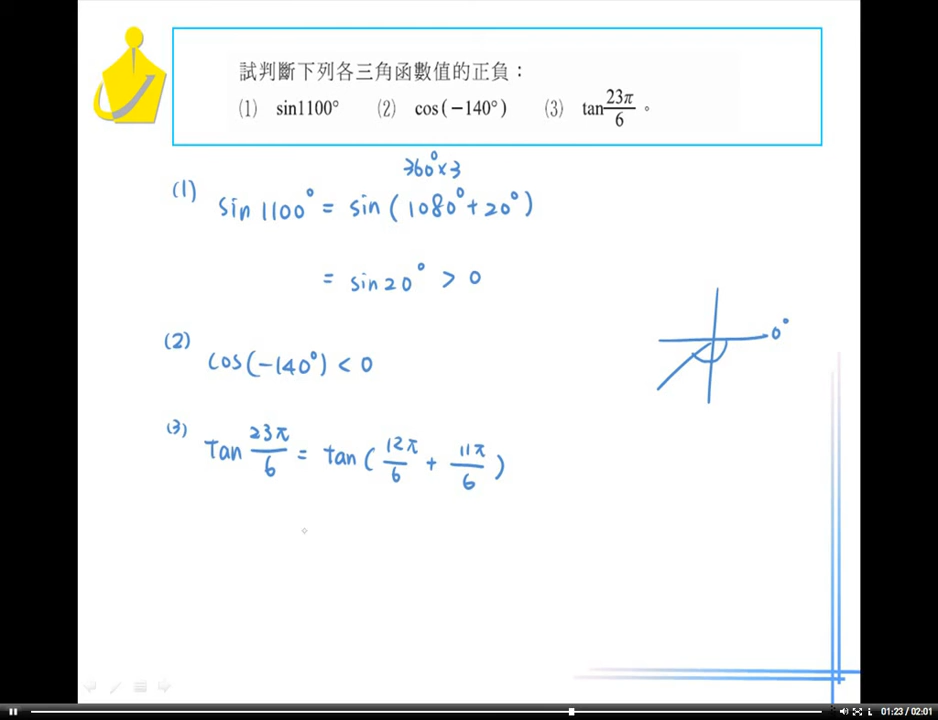 試判斷下列各三角函數值的正負：
(1) sin1100° (2) cos(−140°) (3) tan 23π/6 。
360°×3
(1) sin 1100° = sin ( 1080° + 20° )
= sin 20° > 0
0°
(2) cos(−140°) < 0
(3) Tan 23π/6 = tan ( 12π/6 + 11π/6 )
01:23 / 02:01